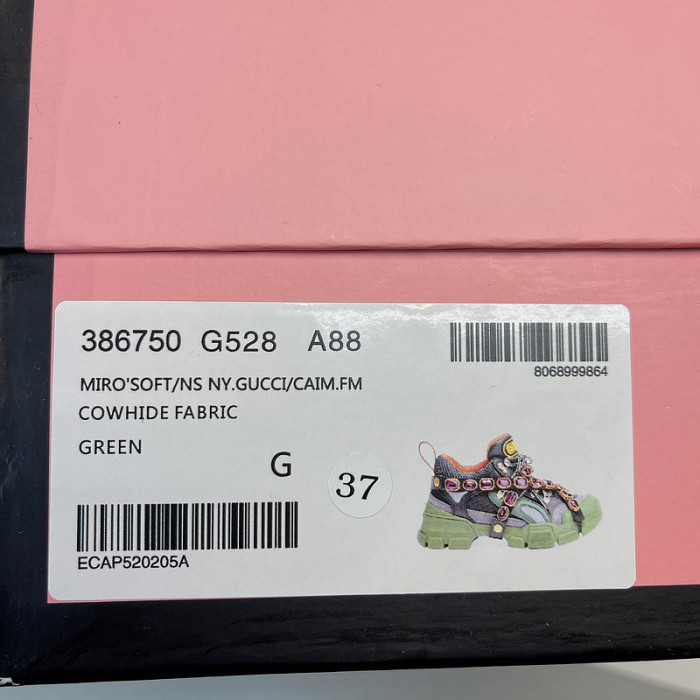 386750 G528 A88
8068999864
MIRO'SOFT/NS NY.GUCCI/CAIM.FM
COWHIDE FABRIC
GREEN
G
37
ECAP520205A